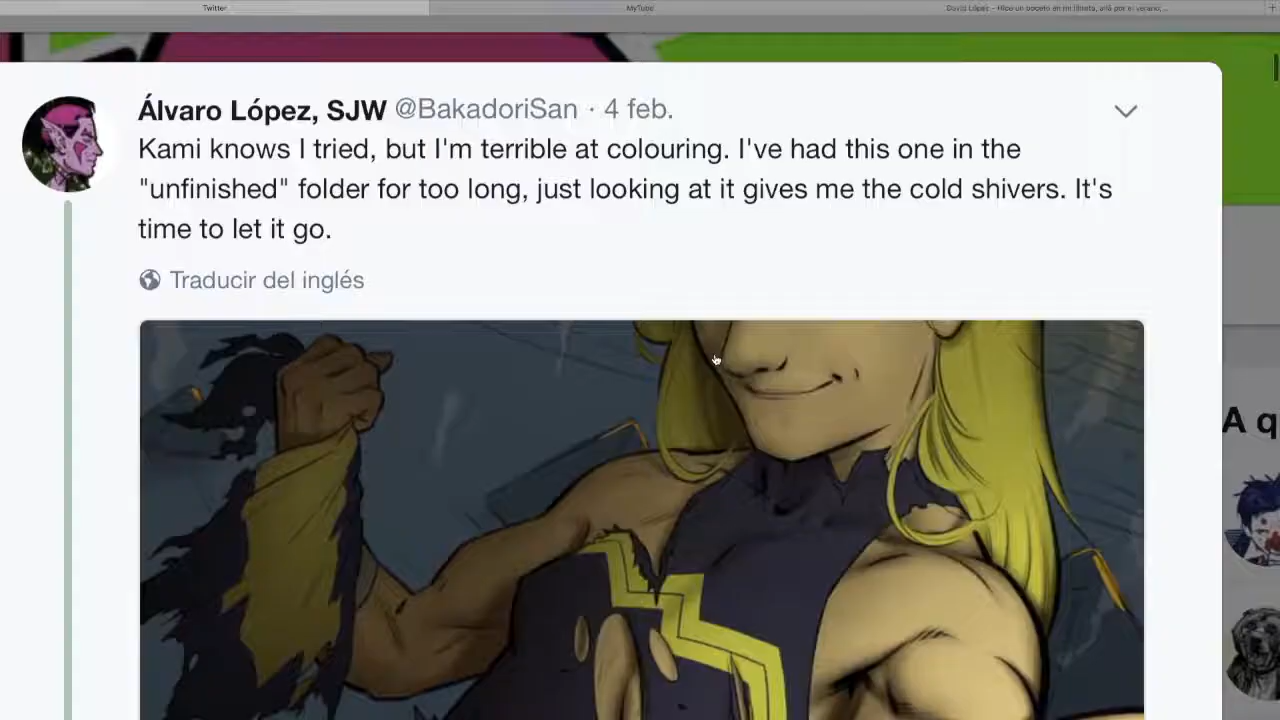 Twitter
MyTube
David López - Hice un boceto en mi libreta, allá por el verano,...
Álvaro López, SJW @BakadoriSan · 4 feb.
Kami knows I tried, but I'm terrible at colouring. I've had this one in the
"unfinished" folder for too long, just looking at it gives me the cold shivers. It's
time to let it go.
Traducir del inglés
A q